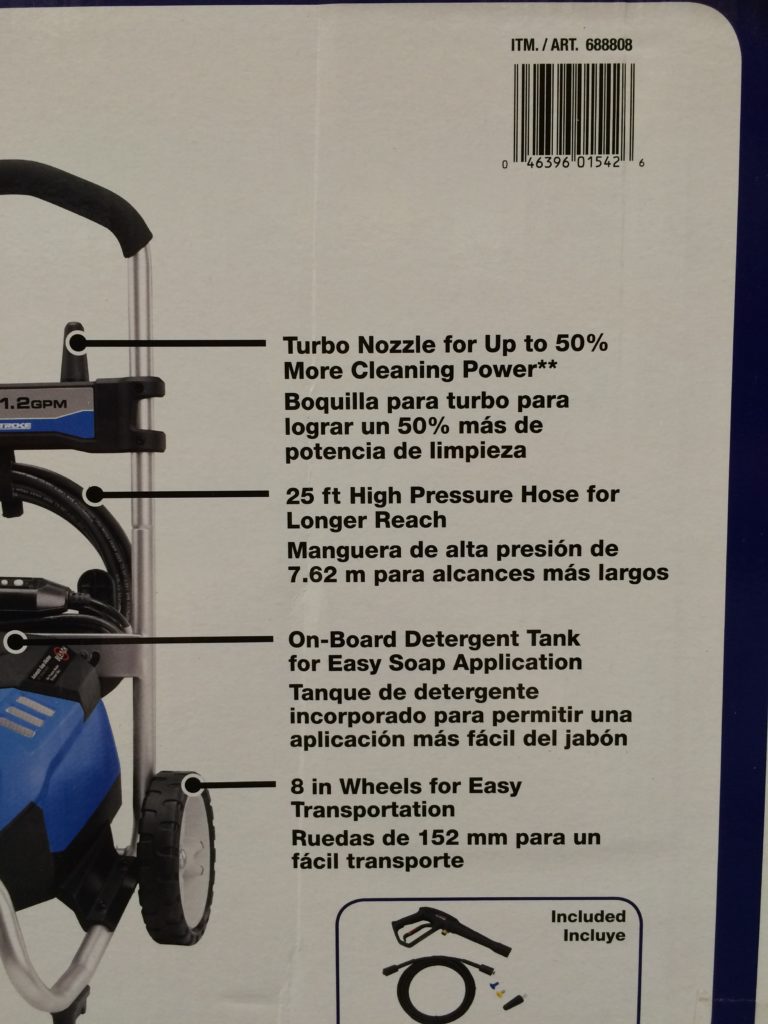 ITM. / ART. 688808
0 46396 01542 6
Turbo Nozzle for Up to 50%
More Cleaning Power**
Boquilla para turbo para
lograr un 50% más de
potencia de limpieza
1.2GPM
25 ft High Pressure Hose for
Longer Reach
Manguera de alta presión de
7.62 m para alcances más largos
On-Board Detergent Tank
for Easy Soap Application
Tanque de detergente
incorporado para permitir una
aplicación más fácil del jabón
8 in Wheels for Easy
Transportation
Ruedas de 152 mm para un
fácil transporte
Included
Incluye